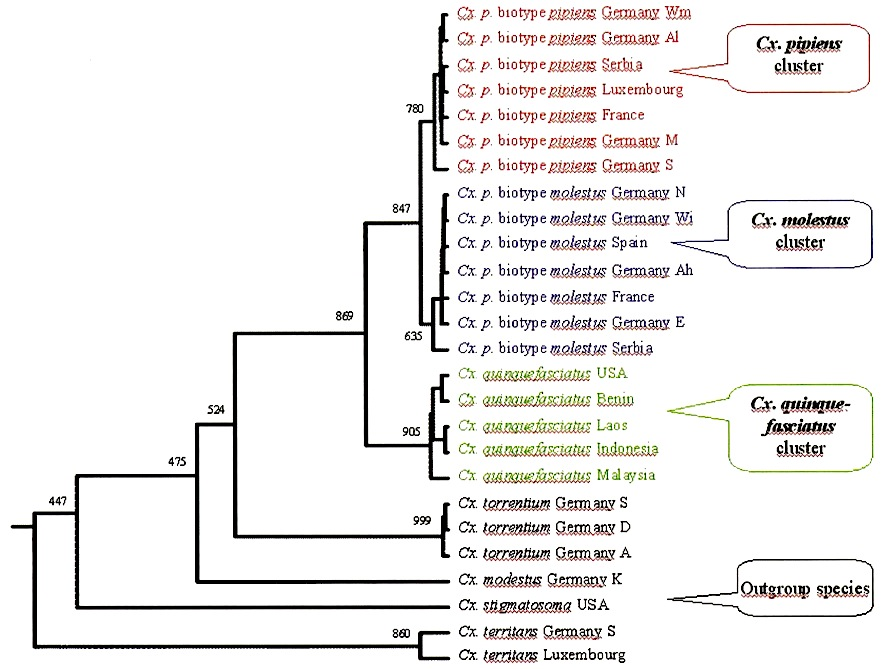 Cx. p. biotype pipiens Germany Wm
Cx. p. biotype pipiens Germany Al
Cx. p. biotype pipiens Serbia
Cx. p. biotype pipiens Luxembourg
Cx. p. biotype pipiens France
Cx. p. biotype pipiens Germany M
Cx. p. biotype pipiens Germany S
Cx. p. biotype molestus Germany N
Cx. p. biotype molestus Germany Wi
Cx. p. biotype molestus Spain
Cx. p. biotype molestus Germany Ah
Cx. p. biotype molestus France
Cx. p. biotype molestus Germany E
Cx. p. biotype molestus Serbia
Cx. quinquefasciatus USA
Cx. quinquefasciatus Benin
Cx. quinquefasciatus Laos
Cx. quinquefasciatus Indonesia
Cx. quinquefasciatus Malaysia
Cx. torrentium Germany S
Cx. torrentium Germany D
Cx. torrentium Germany A
Cx. modestus Germany K
Cx. stigmatosoma USA
Cx. territans Germany S
Cx. territans Luxembourg
780
847
635
869
905
524
999
475
447
860
Cx. pipiens
cluster
Cx. molestus
cluster
Cx. quinque-
fasciatus
cluster
Outgroup species